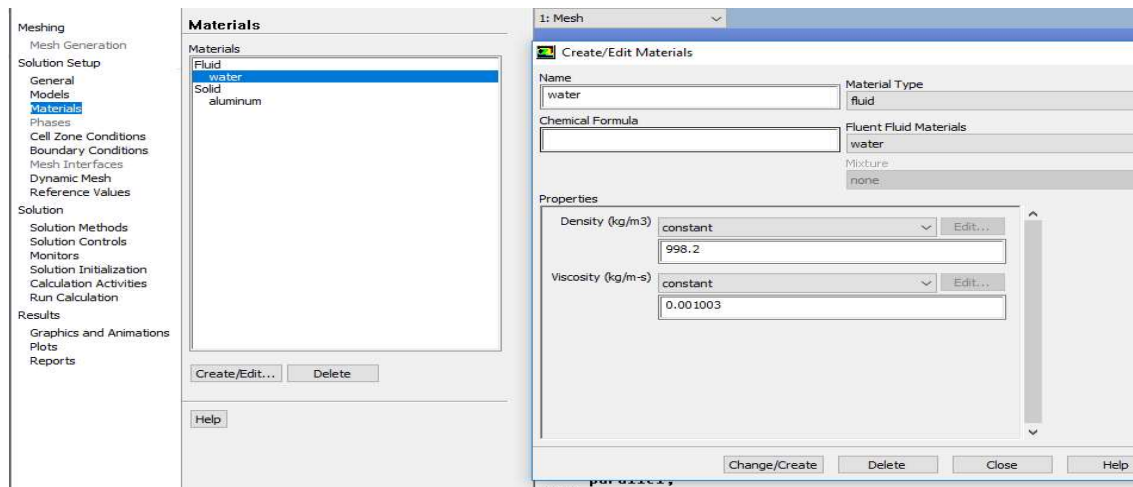 Meshing
Mesh Generation
Solution Setup
General
Models
Materials
Phases
Cell Zone Conditions
Boundary Conditions
Mesh Interfaces
Dynamic Mesh
Reference Values
Solution
Solution Methods
Solution Controls
Monitors
Solution Initialization
Calculation Activities
Run Calculation
Results
Graphics and Animations
Plots
Reports
Materials
Materials
Fluid
water
Solid
aluminum
Create/Edit... Delete
Help
1: Mesh
Create/Edit Materials
Name
water
Chemical Formula
Material Type
fluid
Fluent Fluid Materials
water
Mixture
none
Properties
Density (kg/m3) constant Edit...
998.2
Viscosity (kg/m-s) constant Edit...
0.001003
Change/Create Delete Close Help